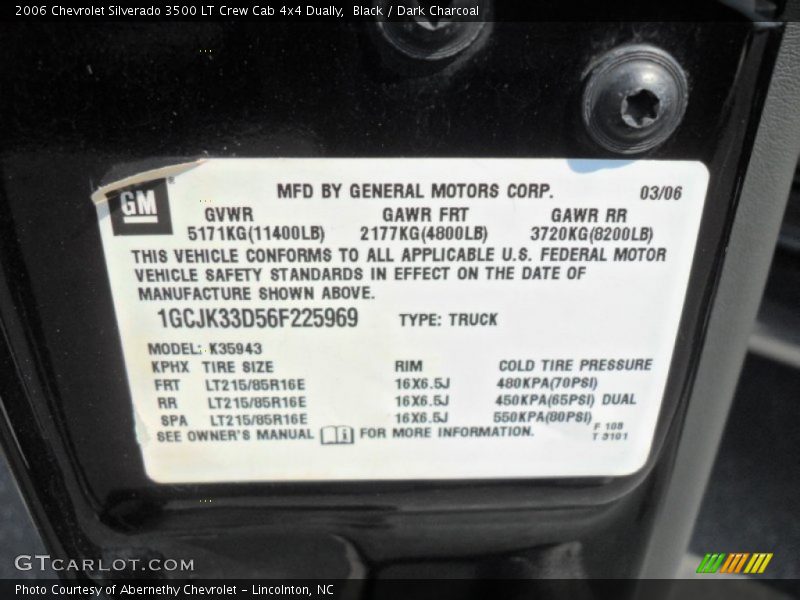 2006 Chevrolet Silverado 3500 LT Crew Cab 4x4 Dually,  Black / Dark Charcoal
GM
®
MFD BY GENERAL MOTORS CORP. 03/06
GVWR GAWR FRT GAWR RR
5171KG(11400LB) 2177KG(4800LB) 3720KG(8200LB)
THIS VEHICLE CONFORMS TO ALL APPLICABLE U.S. FEDERAL MOTOR
VEHICLE SAFETY STANDARDS IN EFFECT ON THE DATE OF
MANUFACTURE SHOWN ABOVE.
1GCJK33D56F225969 TYPE: TRUCK
MODEL: K35943
KPHX TIRE SIZE RIM COLD TIRE PRESSURE
FRT LT215/85R16E 16X6.5J 480KPA(70PSI)
RR LT215/85R16E 16X6.5J 450KPA(65PSI) DUAL
SPA LT215/85R16E 16X6.5J 550KPA(80PSI)
SEE OWNER'S MANUAL i FOR MORE INFORMATION.
F 108
T 3101
GTCARLOT.COM
Photo Courtesy of Abernethy Chevrolet - Lincolnton, NC